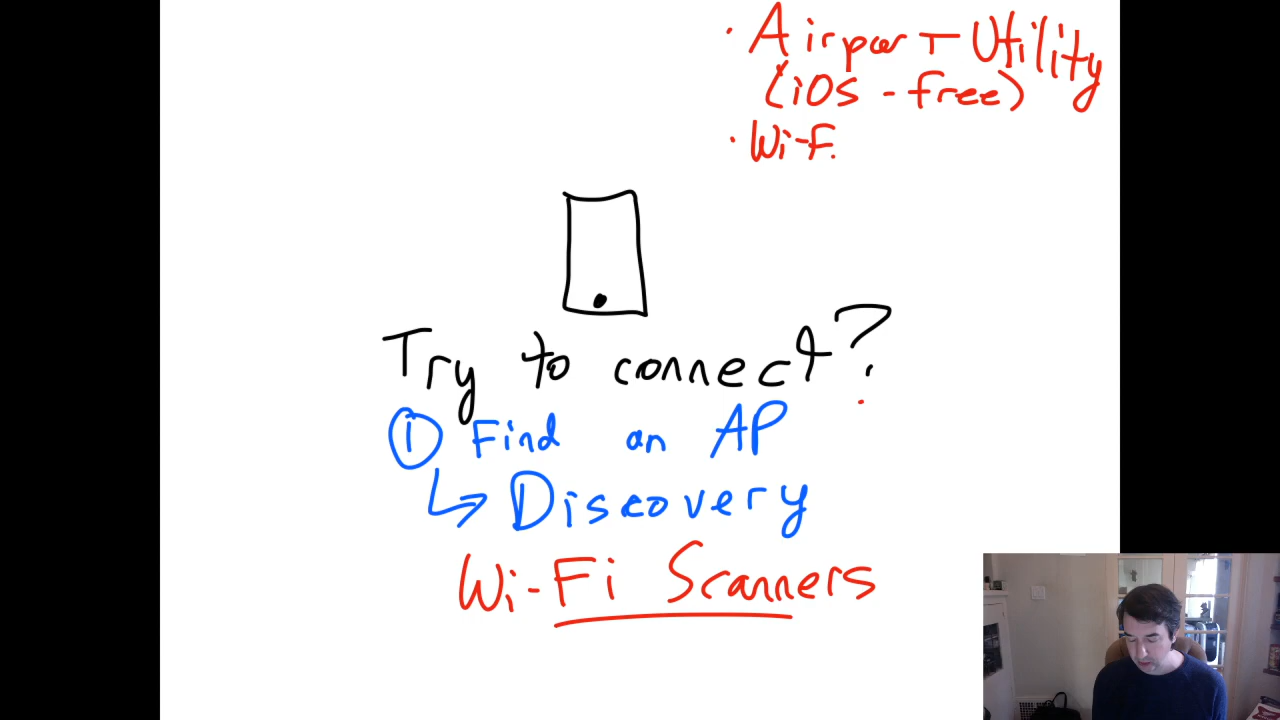 · Airport Utility
(iOS - free)
· Wi-F.
Try to connect?
① Find an AP
↳ Discovery
Wi-Fi Scanners